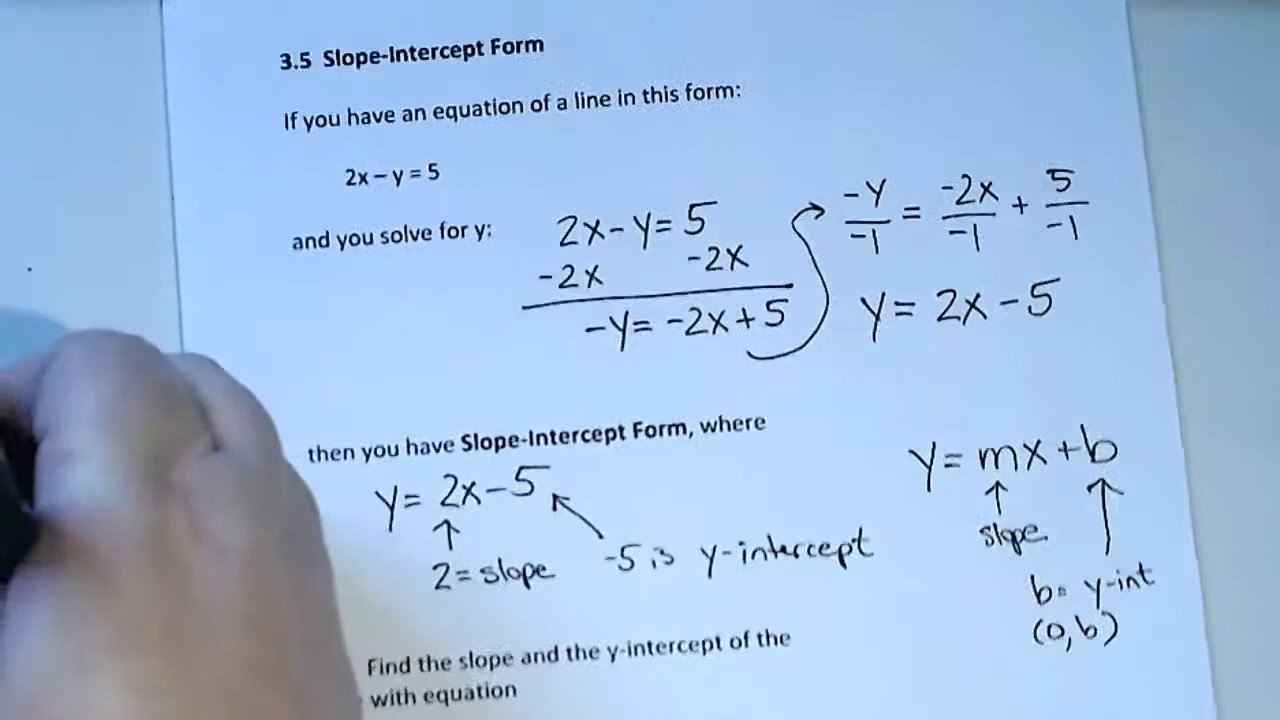 3.5 Slope-Intercept Form
If you have an equation of a line in this form:
2x – y = 5
and you solve for y:
2x - y = 5
-2x -2x
-y = -2x + 5
-y/-1 = -2x/-1 + 5/-1
y = 2x - 5
then you have Slope-Intercept Form, where
y = 2x - 5
↑
2 = slope
-5 is y-intercept
y = mx + b
↑ ↑
slope
b = y-int
(0, b)
Find the slope and the y-intercept of the
with equation